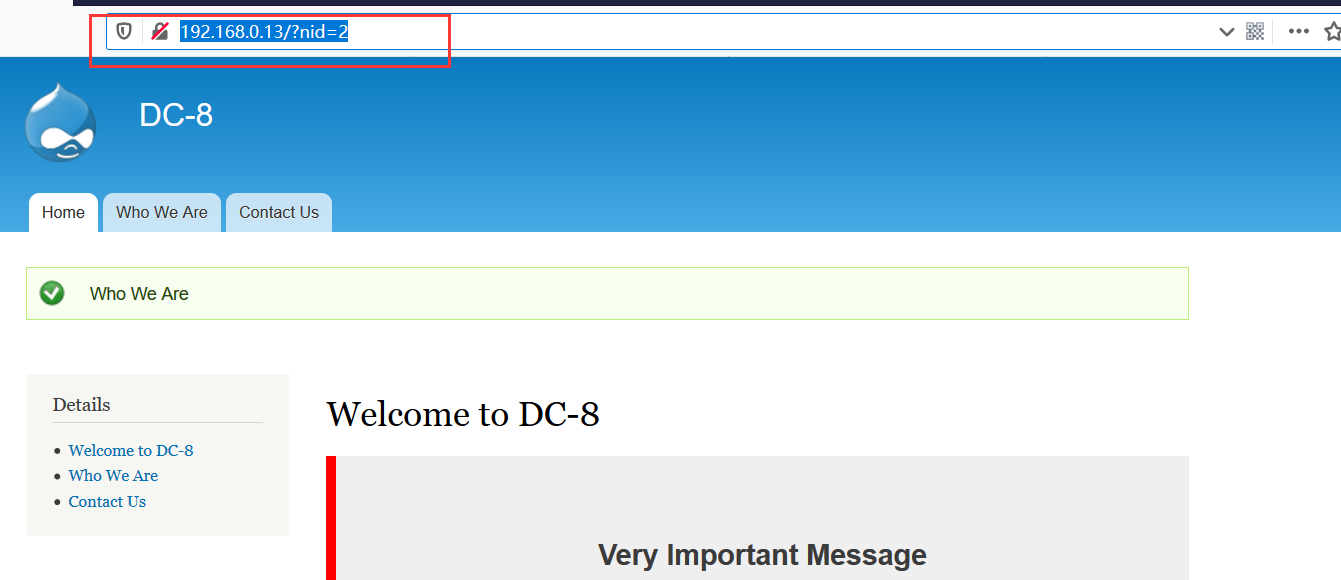 192.168.0.13/?nid=2
DC-8
Home
Who We Are
Contact Us
Who We Are
Details
Welcome to DC-8
Who We Are
Contact Us
Welcome to DC-8
Very Important Message